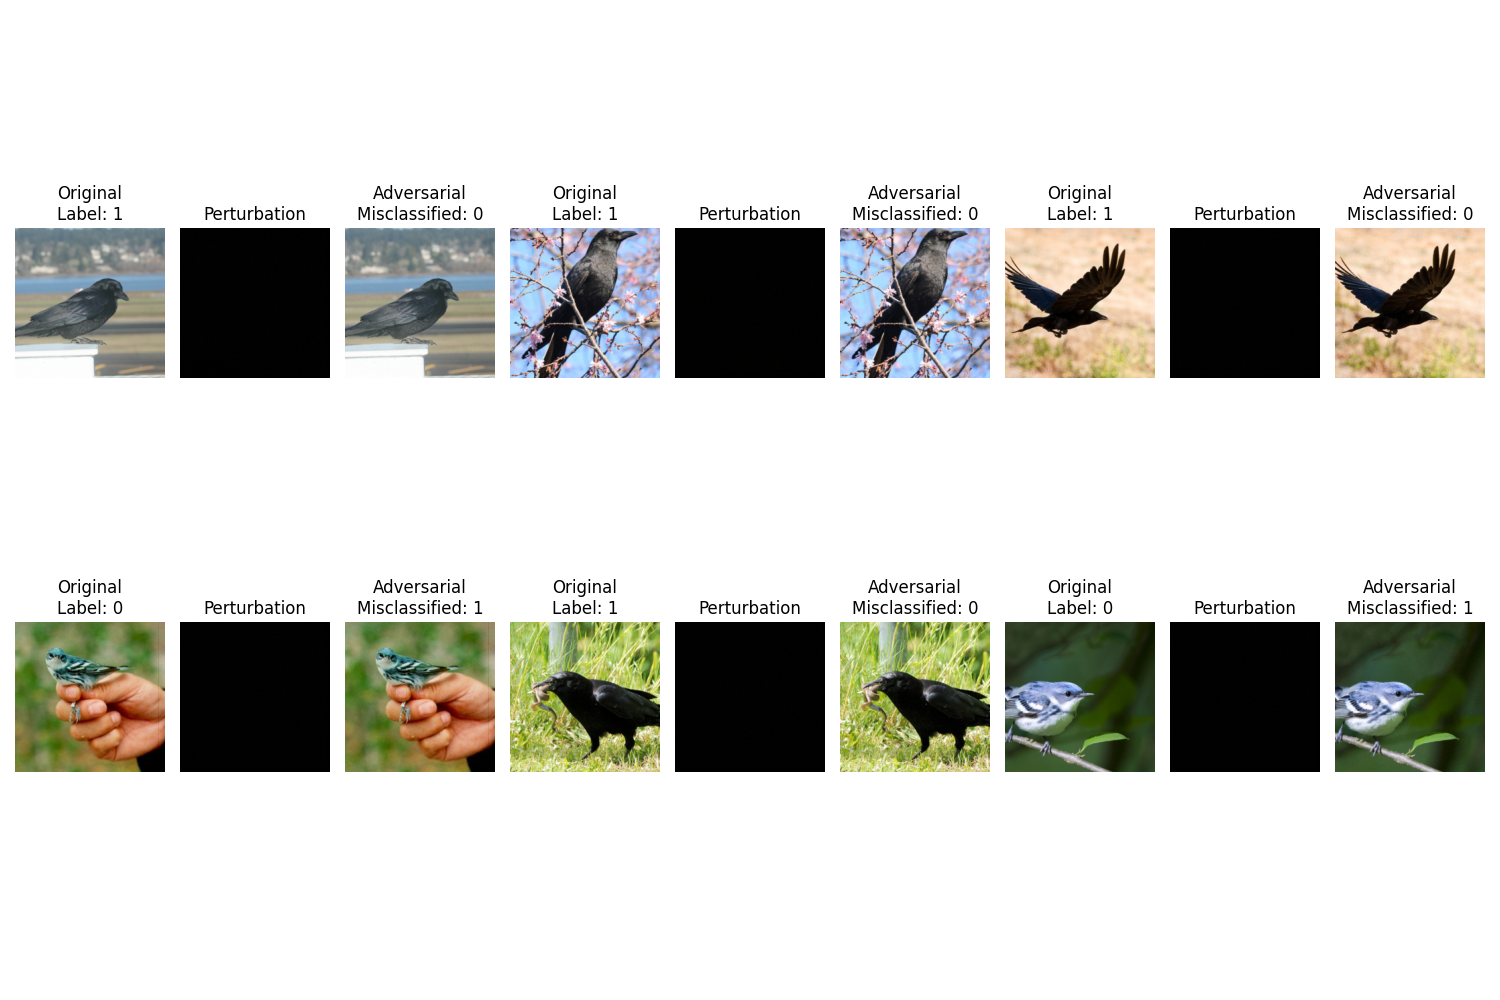 Original
Label: 1
Perturbation
Adversarial
Misclassified: 0
Original
Label: 1
Perturbation
Adversarial
Misclassified: 0
Original
Label: 1
Perturbation
Adversarial
Misclassified: 0
Original
Label: 0
Perturbation
Adversarial
Misclassified: 1
Original
Label: 1
Perturbation
Adversarial
Misclassified: 0
Original
Label: 0
Perturbation
Adversarial
Misclassified: 1